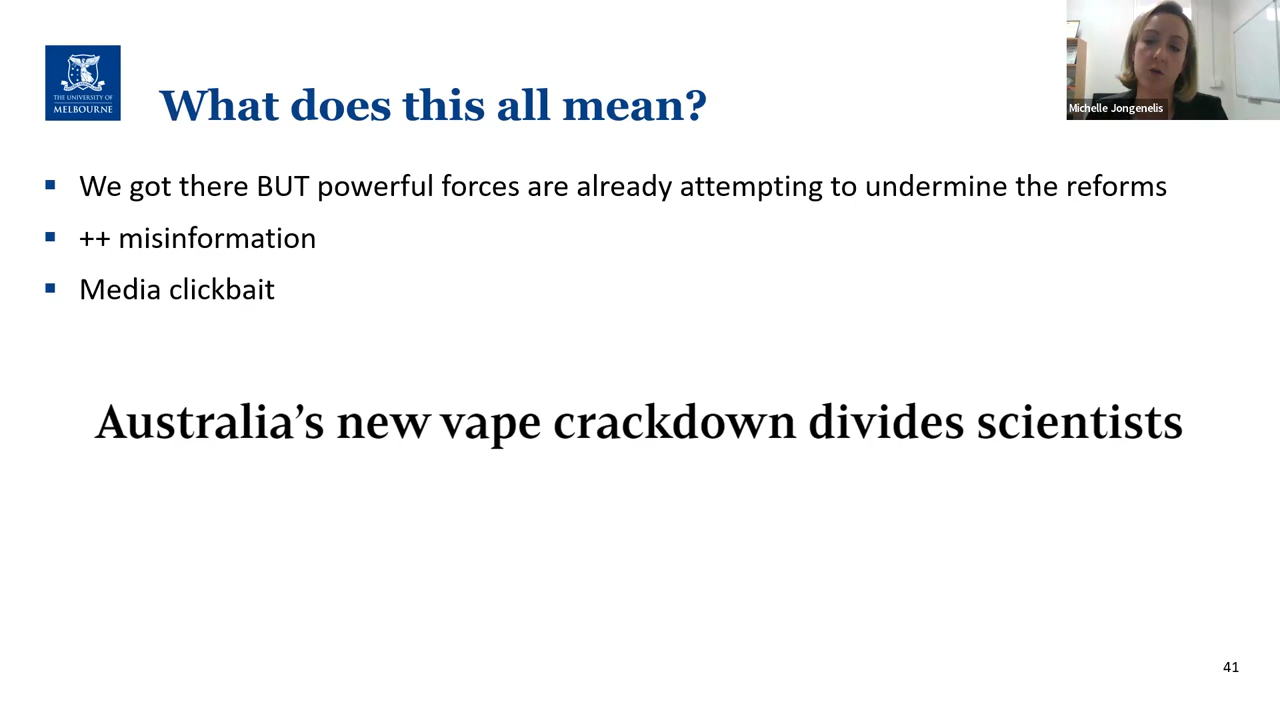 THE UNIVERSITY OF
MELBOURNE
What does this all mean?
Michelle Jongenelis
▪ We got there BUT powerful forces are already attempting to undermine the reforms
▪ ++ misinformation
▪ Media clickbait
Australia’s new vape crackdown divides scientists
41